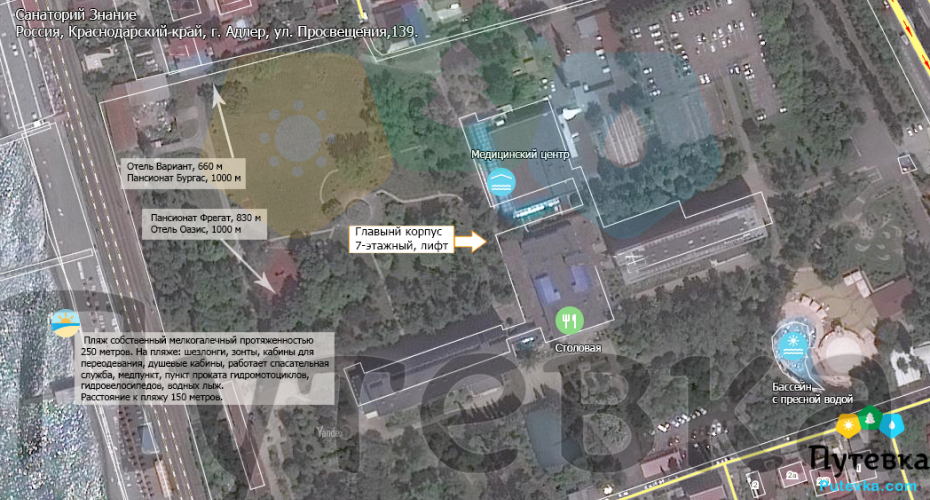 Санаторий Знание
Россия, Краснодарский край, г. Адлер, ул. Просвещения,139.
Медицинский центр
Отель Вариант, 660 м
Пансионат Бургас, 1000 м
Пансионат Фрегат, 830 м
Отель Оазис, 1000 м
Главынй корпус
7-этажный, лифт
Столовая
Пляж собственный мелкогалечный протяженностью
250 метров. На пляже: шезлонги, зонты, кабины для
переодевания, душевые кабины, работает спасательная
служба, медпункт, пункт проката гидромотоциклов,
гидровелосипедов, водных лыж.
Расстояние к пляжу 150 метров.
Бассейн
с пресной водой
Yandex
Путевка
Путевка
Putevka.com